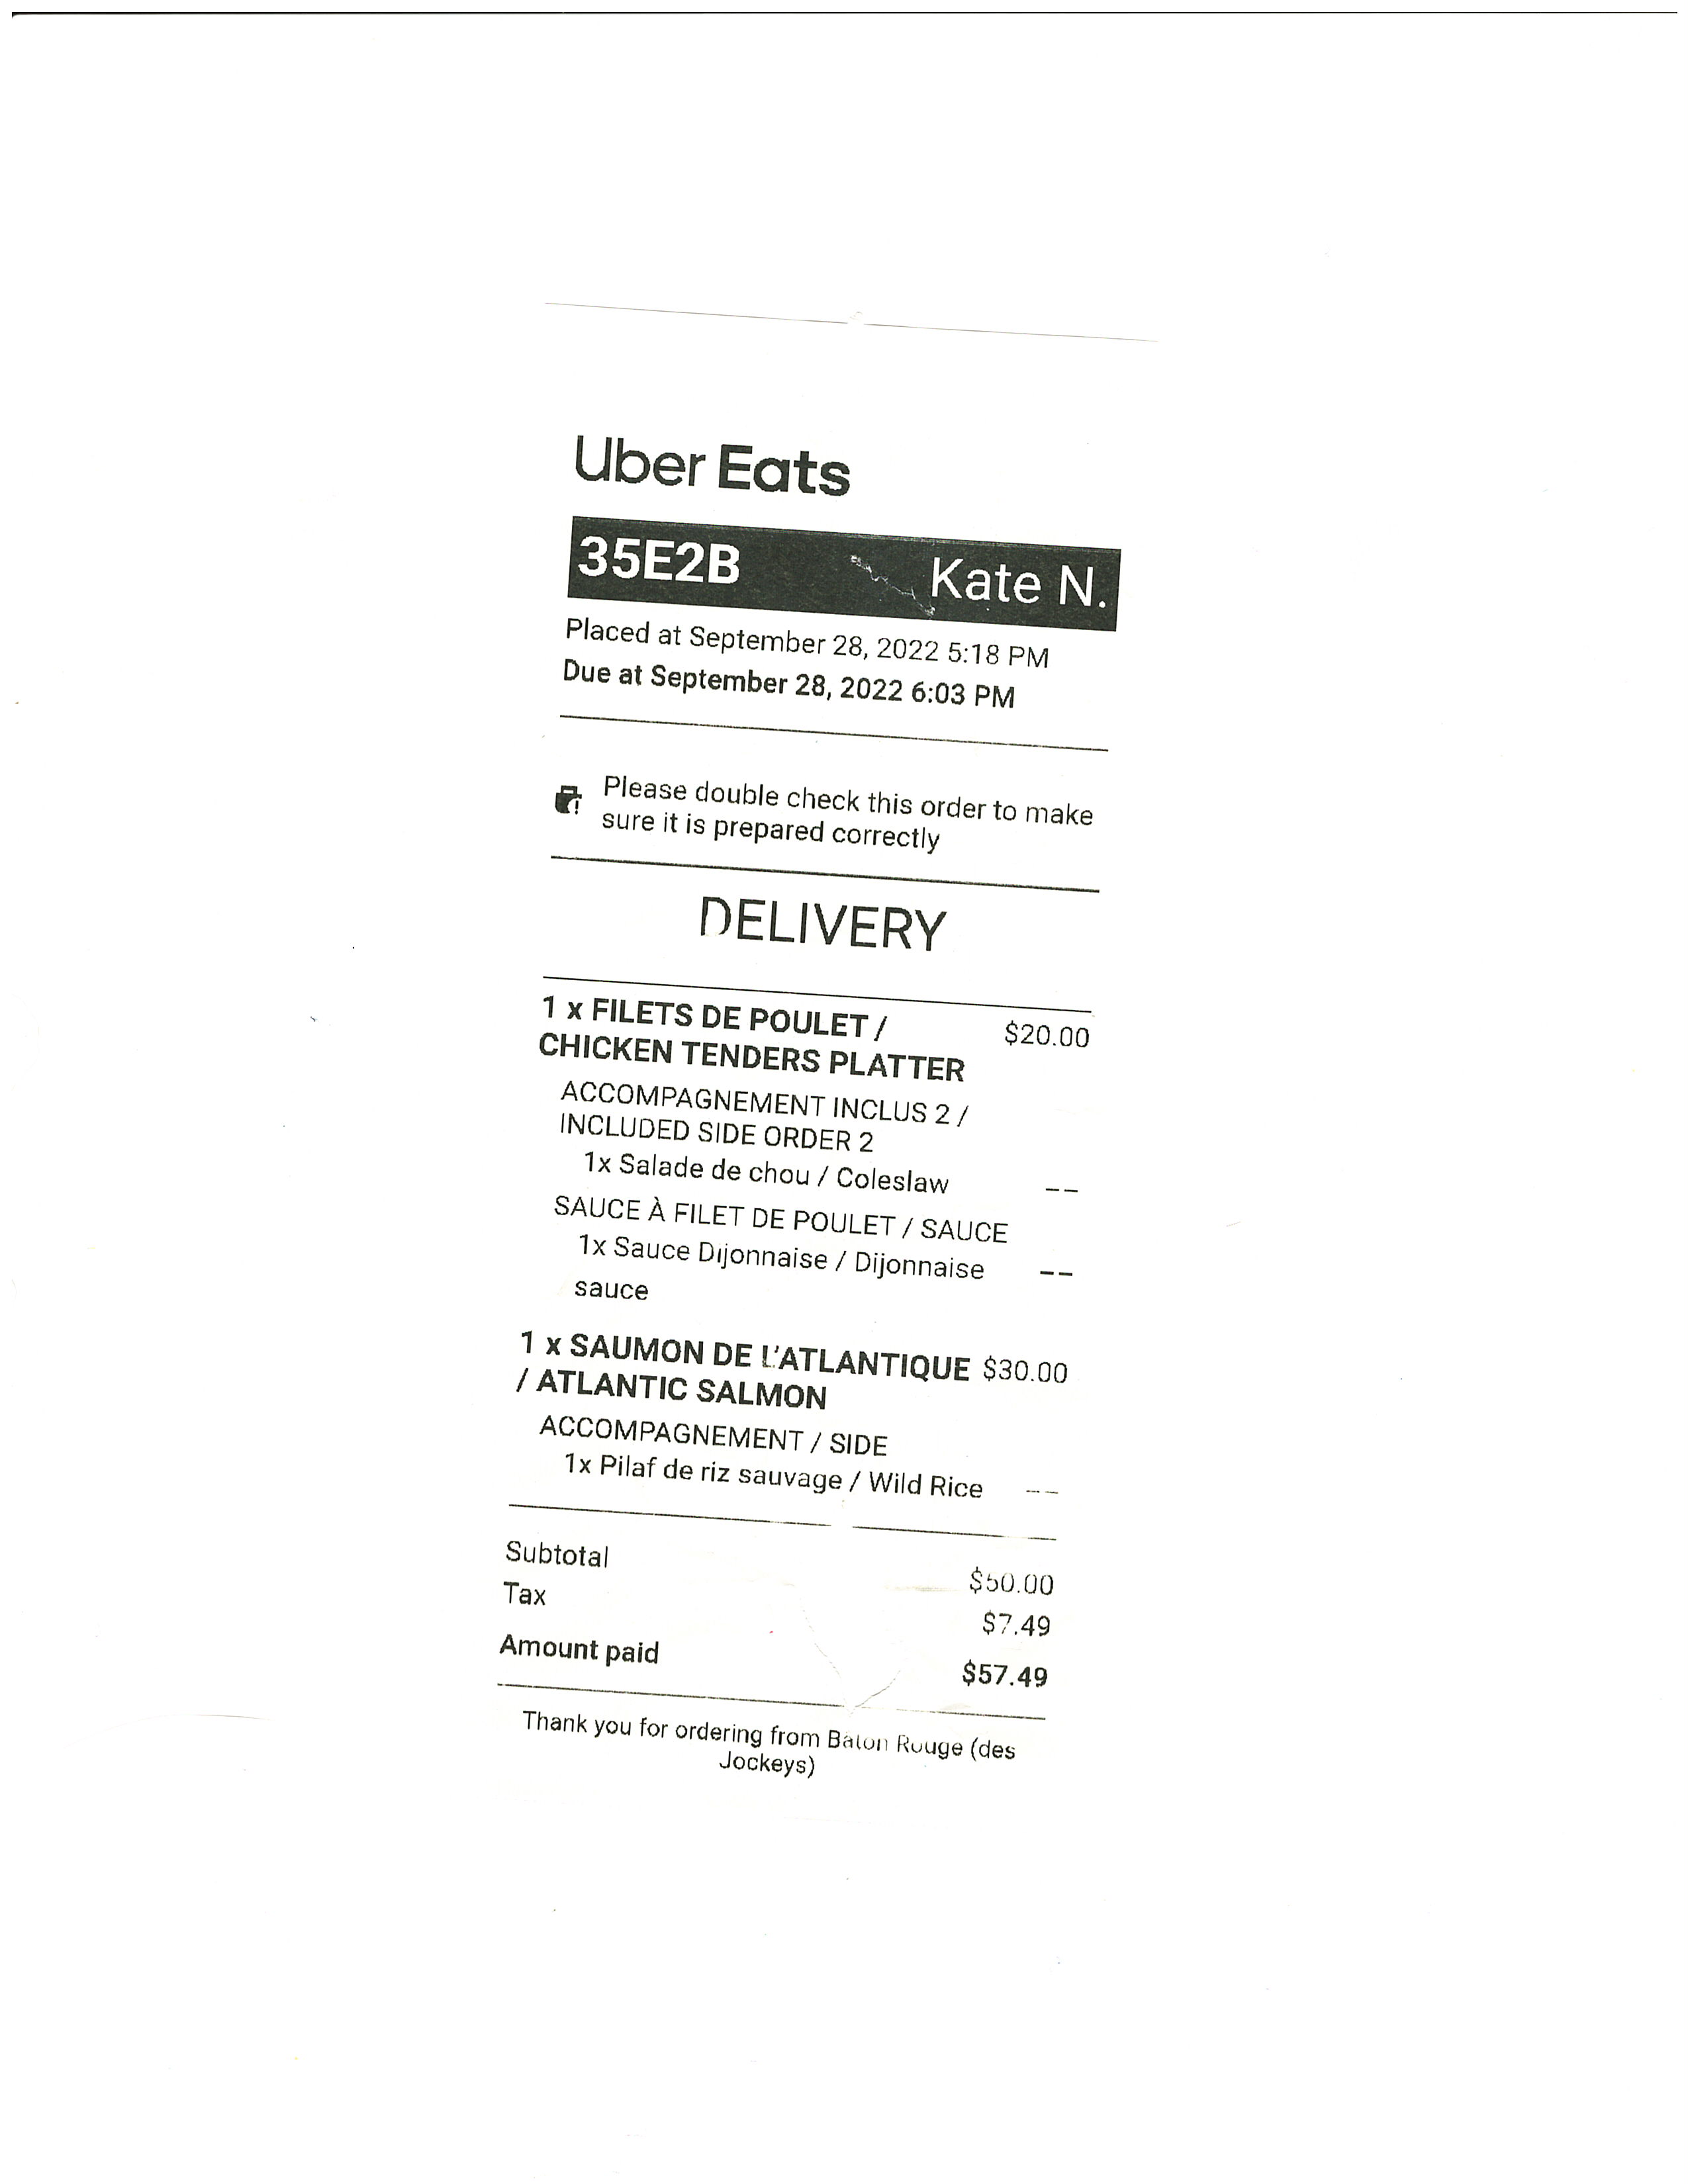 Uber Eats
35E2B Kate N.
Placed at September 28, 2022 5:18 PM
Due at September 28, 2022 6:03 PM
Please double check this order to make
sure it is prepared correctly
DELIVERY
1 x FILETS DE POULET / $20.00
CHICKEN TENDERS PLATTER
ACCOMPAGNEMENT INCLUS 2 /
INCLUDED SIDE ORDER 2
1x Salade de chou / Coleslaw --
SAUCE À FILET DE POULET / SAUCE
1x Sauce Dijonnaise / Dijonnaise --
sauce
1 x SAUMON DE L'ATLANTIQUE $30.00
/ ATLANTIC SALMON
ACCOMPAGNEMENT / SIDE
1x Pilaf de riz sauvage / Wild Rice --
Subtotal $50.00
Tax $7.49
Amount paid $57.49
Thank you for ordering from Baton Rouge (des
Jockeys)